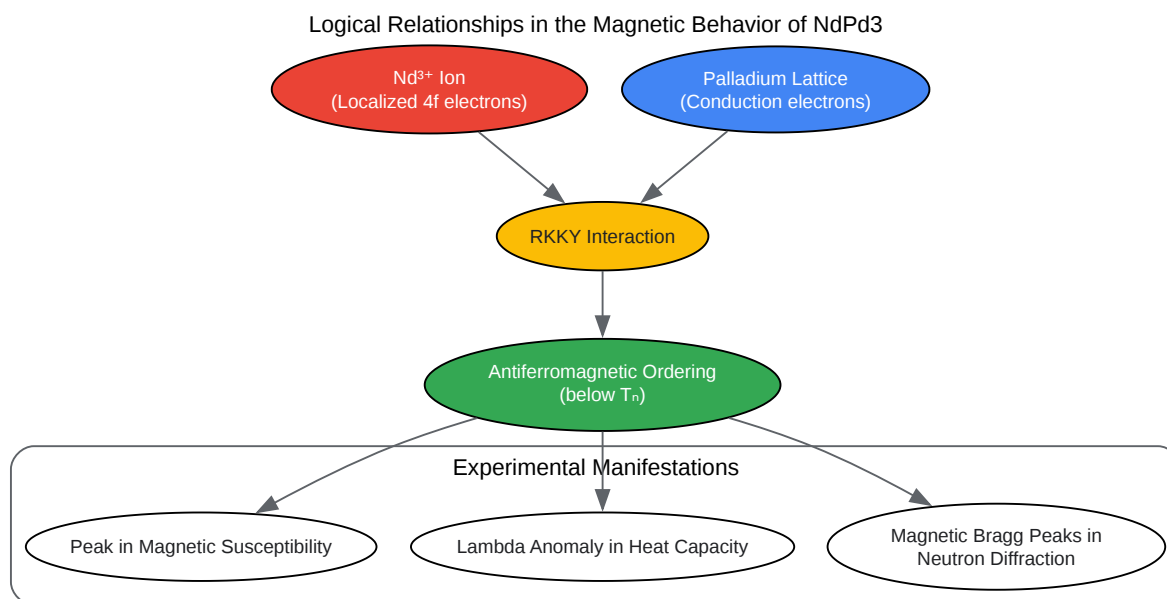 Logical Relationships in the Magnetic Behavior of NdPd3
Nd³⁺ Ion
(Localized 4f electrons)
Palladium Lattice
(Conduction electrons)
RKKY Interaction
Antiferromagnetic Ordering
(below Tₙ)
Experimental Manifestations
Peak in Magnetic Susceptibility
Lambda Anomaly in Heat Capacity
Magnetic Bragg Peaks in
Neutron Diffraction